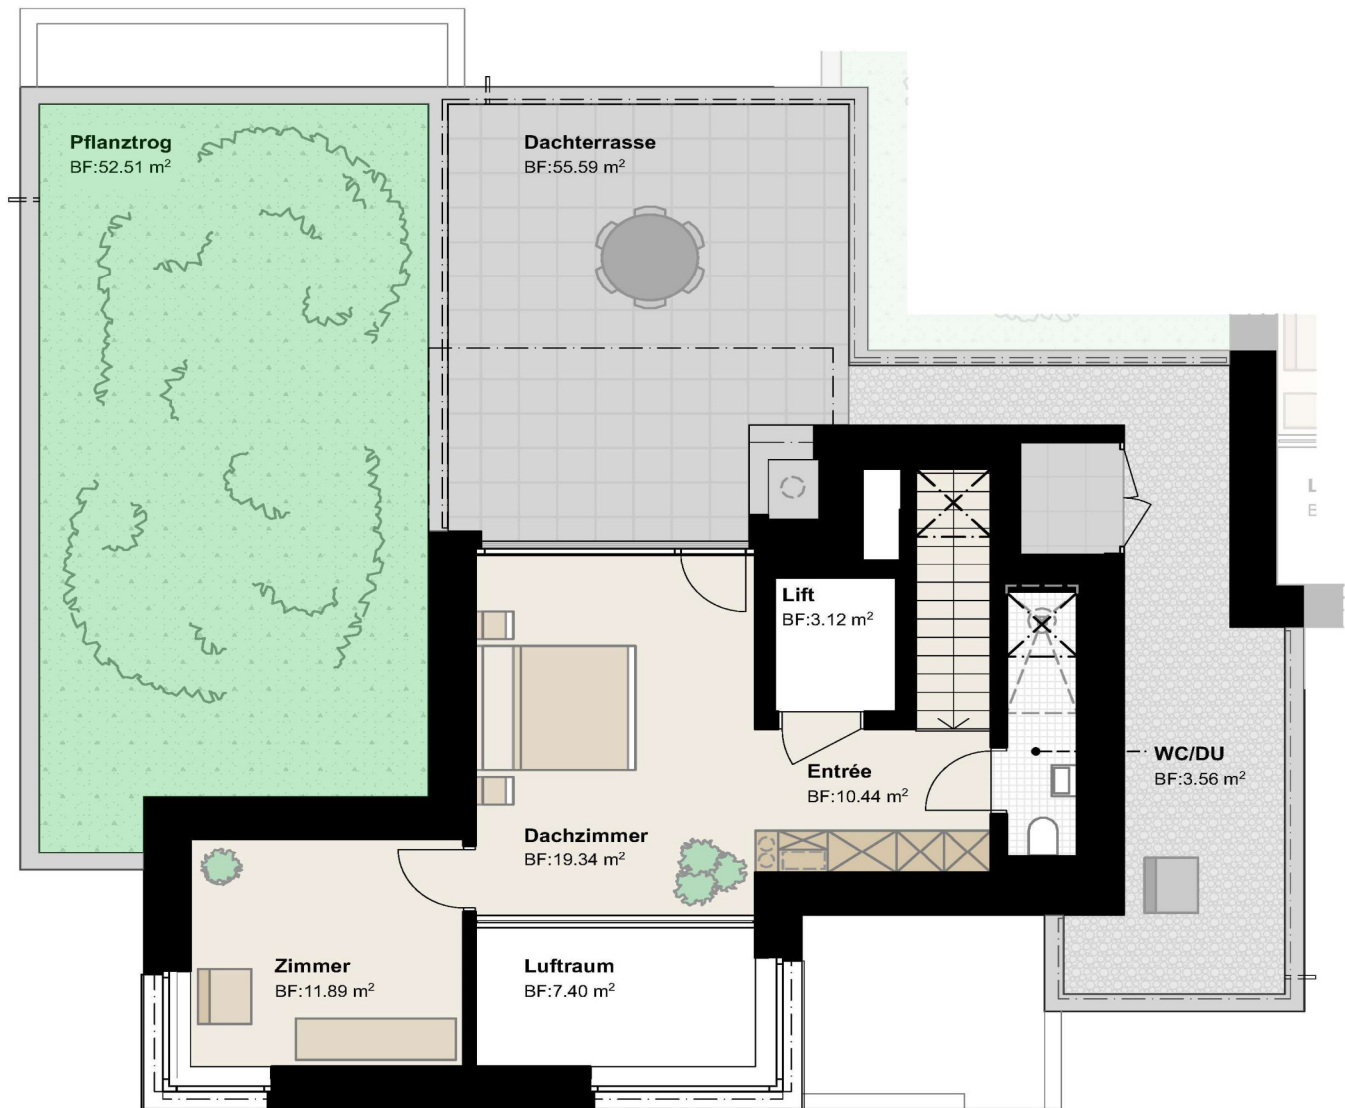 Pflanztrog
BF:52.51 m²
Dachterrasse
BF:55.59 m²
Lift
BF:3.12 m²
Entrée
BF:10.44 m²
WC/DU
BF:3.56 m²
Dachzimmer
BF:19.34 m²
Zimmer
BF:11.89 m²
Luftraum
BF:7.40 m²
L
B